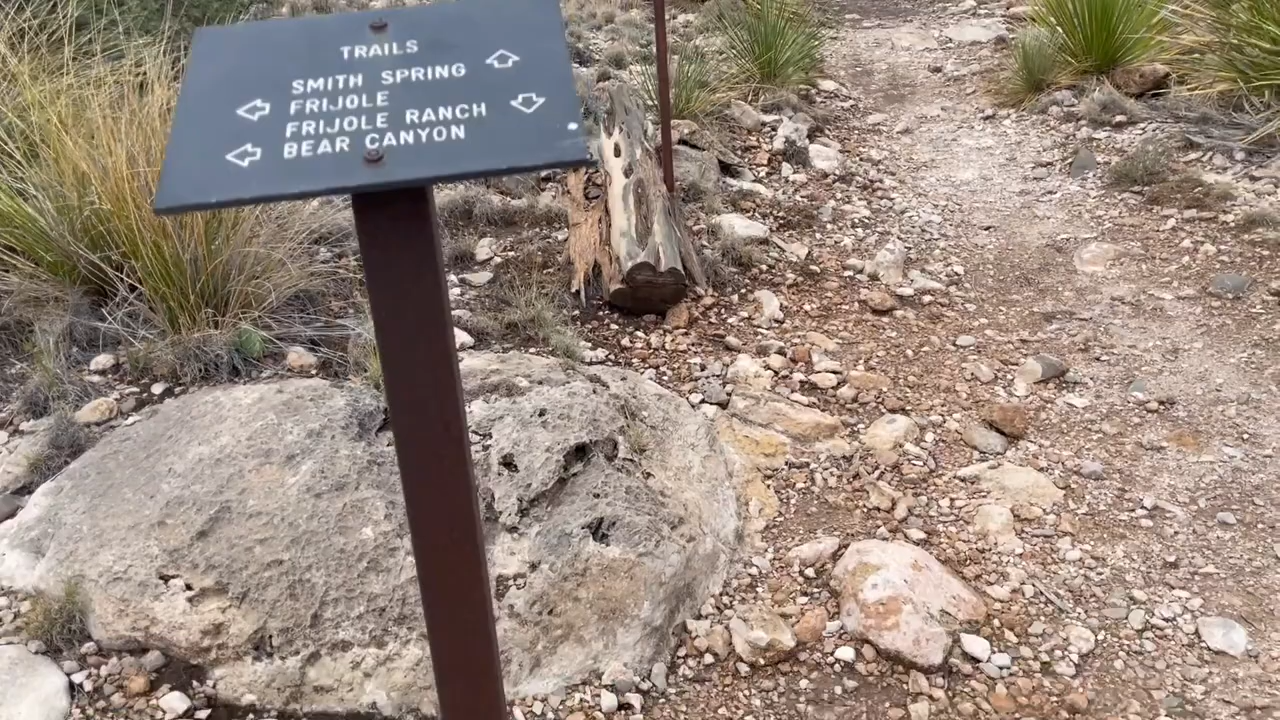 TRAILS
SMITH SPRING
FRIJOLE
FRIJOLE RANCH
BEAR CANYON